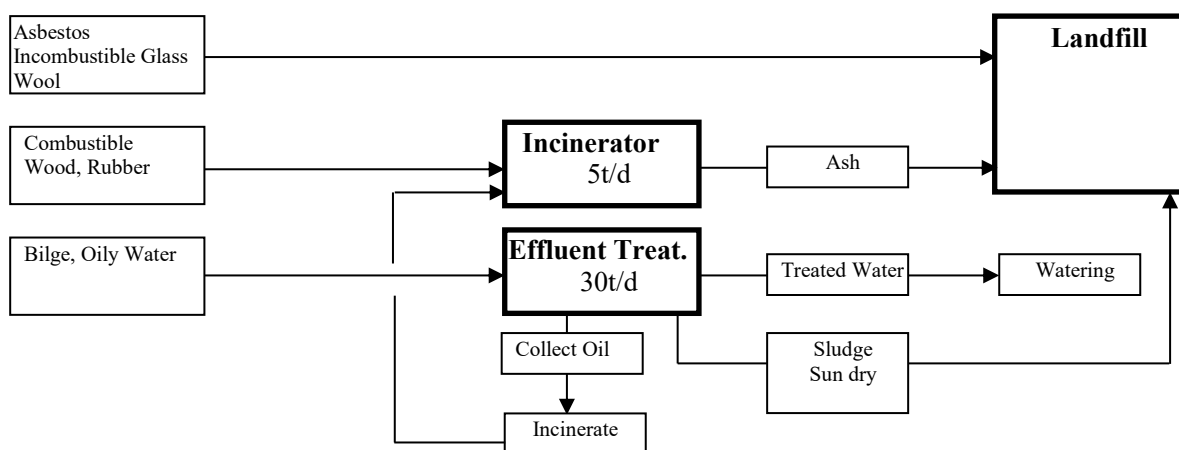 Asbestos
Incombustible Glass
Wool
Landfill
Combustible
Wood, Rubber
Incinerator
5t/d
Ash
Bilge, Oily Water
Effluent Treat.
30t/d
Treated Water
Watering
Collect Oil
Sludge
Sun dry
Incinerate